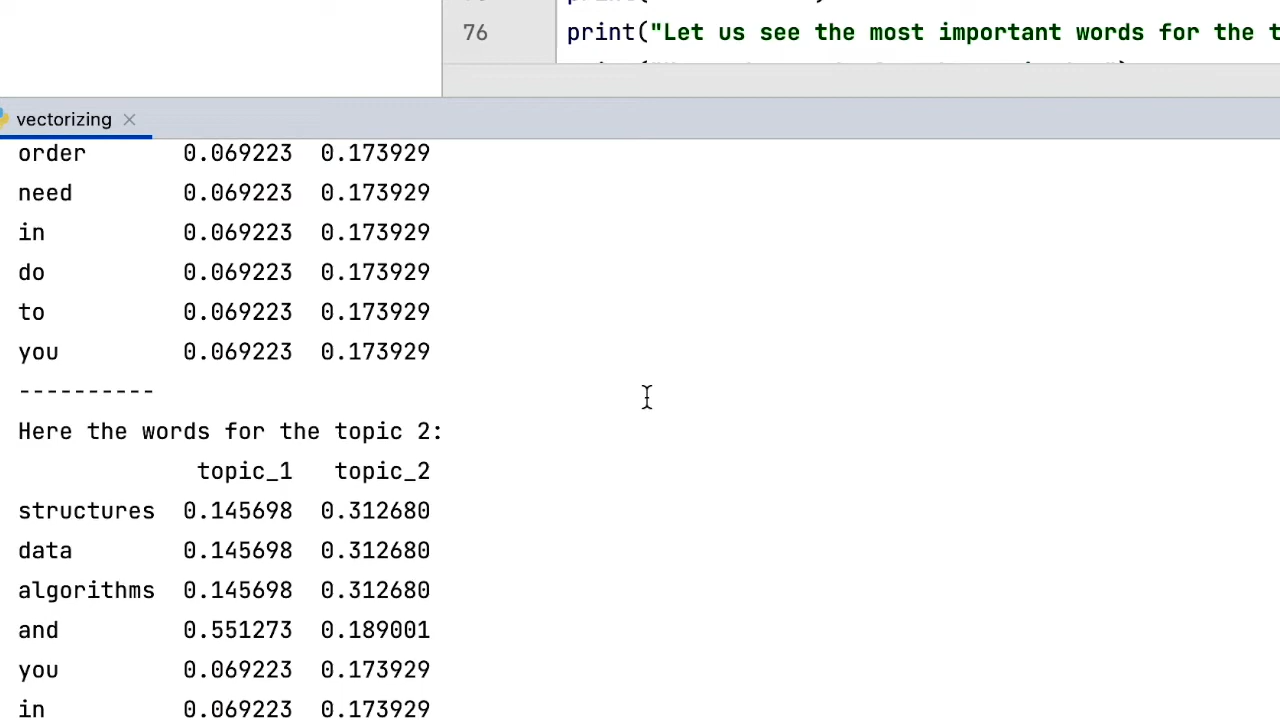 76 print("Let us see the most important words for the t
vectorizing
order 0.069223 0.173929
need 0.069223 0.173929
in 0.069223 0.173929
do 0.069223 0.173929
to 0.069223 0.173929
you 0.069223 0.173929
----------
Here the words for the topic 2:
topic_1 topic_2
structures 0.145698 0.312680
data 0.145698 0.312680
algorithms 0.145698 0.312680
and 0.551273 0.189001
you 0.069223 0.173929
in 0.069223 0.173929